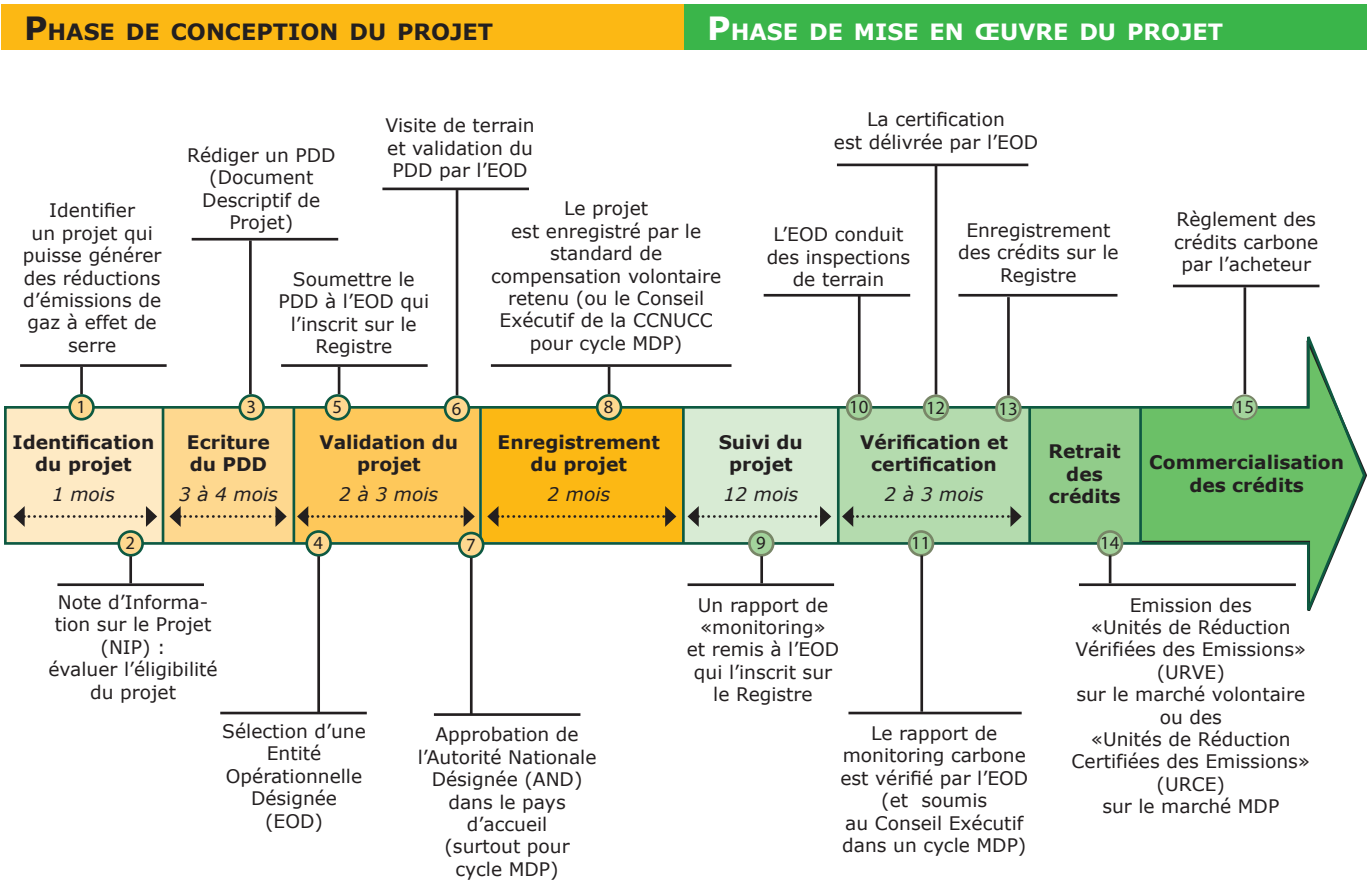 PHASE DE CONCEPTION DU PROJET
PHASE DE MISE EN ŒUVRE DU PROJET
Identifier
un projet qui
puisse générer
des réductions
d'émissions de
gaz à effet de
serre
Rédiger un PDD
(Document
Descriptif de
Projet)
Soumettre le
PDD à l'EOD qui
l'inscrit sur le
Registre
Visite de terrain
et validation du
PDD par l'EOD
Le projet
est enregistré par le
standard de
compensation volontaire
retenu (ou le Conseil
Exécutif de la CCNUCC
pour cycle MDP)
L'EOD conduit
des inspections
de terrain
La certification
est délivrée par l'EOD
Enregistrement
des crédits sur le
Registre
Règlement des
crédits carbone
par l'acheteur
1
3
5
6
8
10
12
13
15
Identification
du projet
1 mois
Ecriture
du PDD
3 à 4 mois
Validation du
projet
2 à 3 mois
Enregistrement
du projet
2 mois
Suivi du
projet
12 mois
Vérification et
certification
2 à 3 mois
Retrait
des
crédits
Commercialisation
des crédits
2
4
7
9
11
14
Note d'Informa-
tion sur le Projet
(NIP) :
évaluer l'éligibilité
du projet
Sélection d'une
Entité
Opérationnelle
Désignée
(EOD)
Approbation de
l'Autorité Nationale
Désignée (AND)
dans le pays
d'accueil
(surtout pour
cycle MDP)
Un rapport de
«monitoring»
et remis à l'EOD
qui l'inscrit sur
le Registre
Le rapport de
monitoring carbone
est vérifié par l'EOD
(et soumis
au Conseil Exécutif
dans un cycle MDP)
Emission des
«Unités de Réduction
Vérifiées des Emissions»
(URVE)
sur le marché volontaire
ou des
«Unités de Réduction
Certifiées des Emissions»
(URCE)
sur le marché MDP